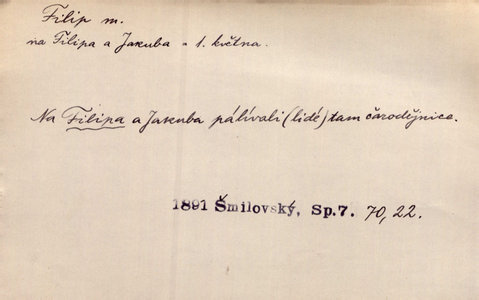 Filip m.
na Filipa a Jakuba = 1. května.
Na Filipa a Jakuba pálívali (lidé) tam čarodějnice.
1891 Šmilovský, Sp.7. 70,22.